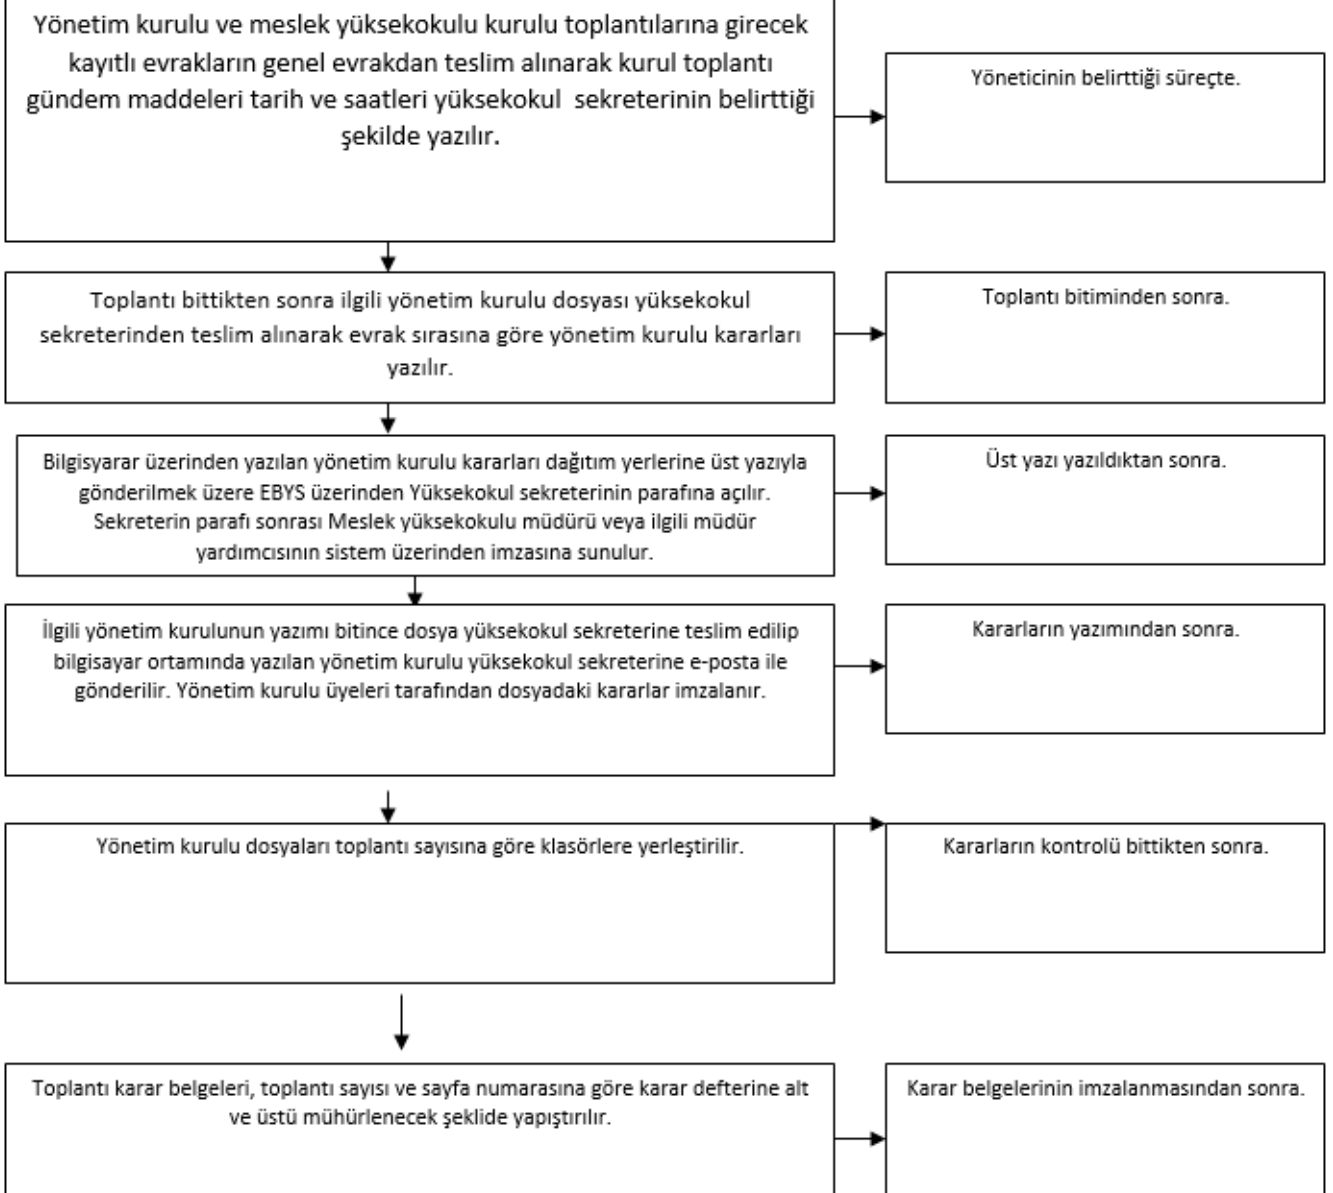 Yönetim kurulu ve meslek yüksekokulu kurulu toplantılarına girecek
kayıtlı evrakların genel evrakdan teslim alınarak kurul toplantı
gündem maddeleri tarih ve saatleri yüksekokul sekreterinin belirttiği
şekilde yazılır.
Yöneticinin belirttiği süreçte.
Toplantı bittikten sonra ilgili yönetim kurulu dosyası yüksekokul
sekreterinden teslim alınarak evrak sırasına göre yönetim kurulu kararları
yazılır.
Toplantı bitiminden sonra.
Bilgisyarar üzerinden yazılan yönetim kurulu kararları dağıtım yerlerine üst yazıyla
gönderilmek üzere EBYS üzerinden Yüksekokul sekreterinin parafına açılır.
Sekreterin parafı sonrası Meslek yüksekokulu müdürü veya ilgili müdür
yardımcısının sistem üzerinden imzasına sunulur.
Üst yazı yazıldıktan sonra.
İlgili yönetim kurulunun yazımı bitince dosya yüksekokul sekreterine teslim edilip
bilgisayar ortamında yazılan yönetim kurulu yüksekokul sekreterine e-posta ile
gönderilir. Yönetim kurulu üyeleri tarafından dosyadaki kararlar imzalanır.
Kararların yazımından sonra.
Yönetim kurulu dosyaları toplantı sayısına göre klasörlere yerleştirilir.
Kararların kontrolü bittikten sonra.
Toplantı karar belgeleri, toplantı sayısı ve sayfa numarasına göre karar defterine alt
ve üstü mühürlenecek şeklide yapıştırılır.
Karar belgelerinin imzalanmasından sonra.